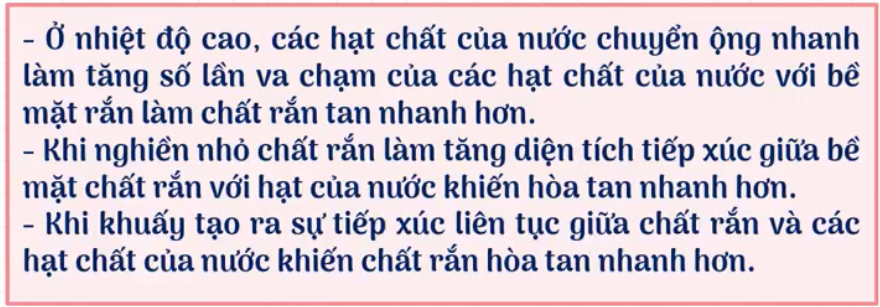 - Ở nhiệt độ cao, các hạt chất của nước chuyển ộng nhanh
làm tăng số lần va chạm của các hạt chất của nước với bề
mặt rắn làm chất rắn tan nhanh hơn.
- Khi nghiền nhỏ chất rắn làm tăng diện tích tiếp xúc giữa bề
mặt chất rắn với hạt của nước khiến hòa tan nhanh hơn.
- Khi khuấy tạo ra sự tiếp xúc liên tục giữa chất rắn và các
hạt chất của nước khiến chất rắn hòa tan nhanh hơn.